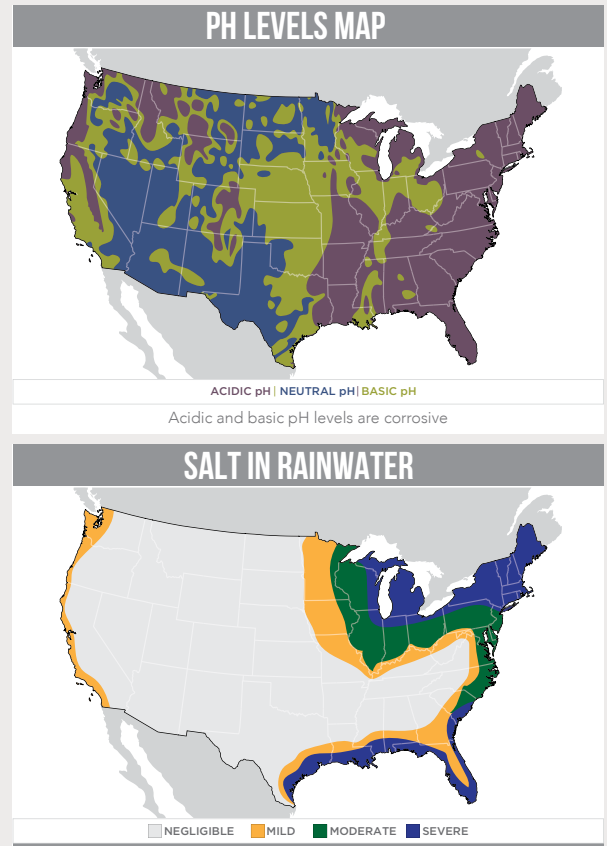 PH LEVELS MAP
ACIDIC pH | NEUTRAL pH | BASIC pH
Acidic and basic pH levels are corrosive
SALT IN RAINWATER
NEGLIGIBLE MILD MODERATE SEVERE